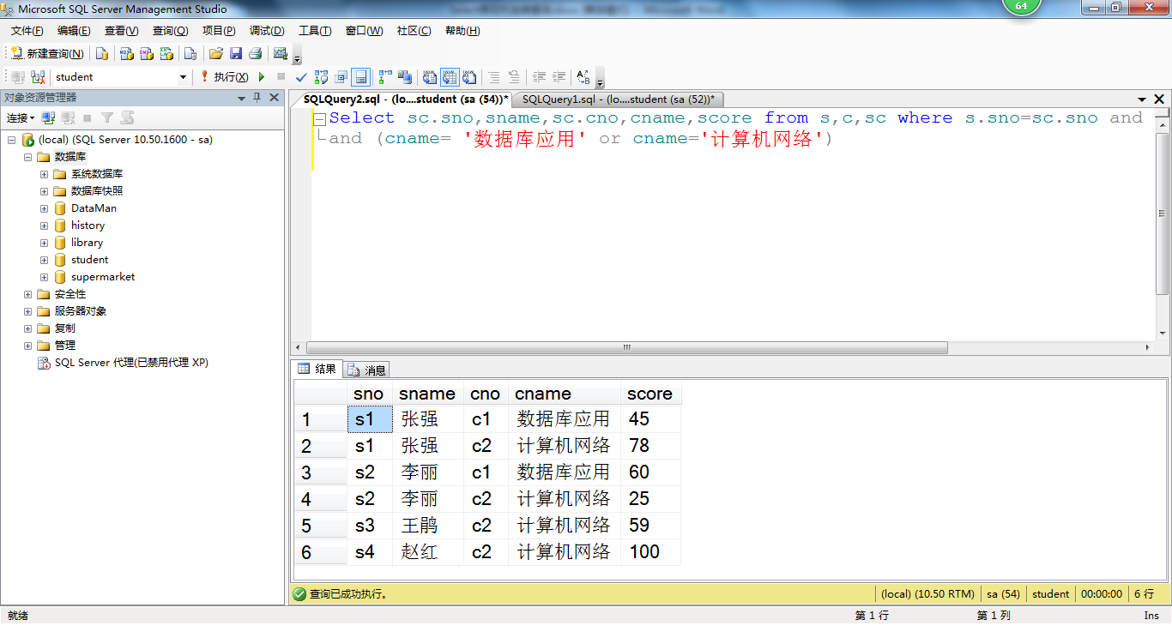 Microsoft SQL Server Management Studio
64
文件(F) 编辑(E) 查看(V) 查询(Q) 项目(P) 调试(D) 工具(T) 窗口(W) 社区(C) 帮助(H)
新建查询(N)
student 执行(X)
对象资源管理器
SQLQuery2.sql - (lo....student (sa (54))* SQLQuery1.sql - (lo....student (sa (52))*
连接
(local) (SQL Server 10.50.1600 - sa)
数据库
系统数据库
数据库快照
DataMan
history
library
student
supermarket
安全性
服务器对象
复制
管理
SQL Server 代理(已禁用代理 XP)
Select sc.sno,sname,sc.cno,cname,score from s,c,sc where s.sno=sc.sno and
and (cname= '数据库应用' or cname='计算机网络')
结果 消息
sno sname cno cname score
1 s1 张强 c1 数据库应用 45
2 s1 张强 c2 计算机网络 78
3 s2 李丽 c1 数据库应用 60
4 s2 李丽 c2 计算机网络 25
5 s3 王鹃 c2 计算机网络 59
6 s4 赵红 c2 计算机网络 100
查询已成功执行。 (local) (10.50 RTM) sa (54) student 00:00:00 6 行
就绪 第 1 行 第 1 列 Ins